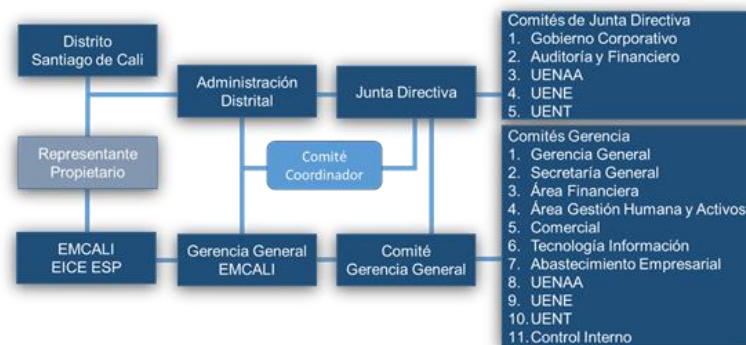 Distrito
Santiago de Cali
Administración
Distrital
Junta Directiva
Comités de Junta Directiva
1. Gobierno Corporativo
2. Auditoría y Financiero
3. UENAA
4. UENE
5. UENT
Representante
Propietario
Comité
Coordinador
EMCALI
EICE ESP
Gerencia General
EMCALI
Comité
Gerencia General
Comités Gerencia
1. Gerencia General
2. Secretaría General
3. Área Financiera
4. Área Gestión Humana y Activos
5. Comercial
6. Tecnología Información
7. Abastecimiento Empresarial
8. UENAA
9. UENE
10. UENT
11. Control Interno